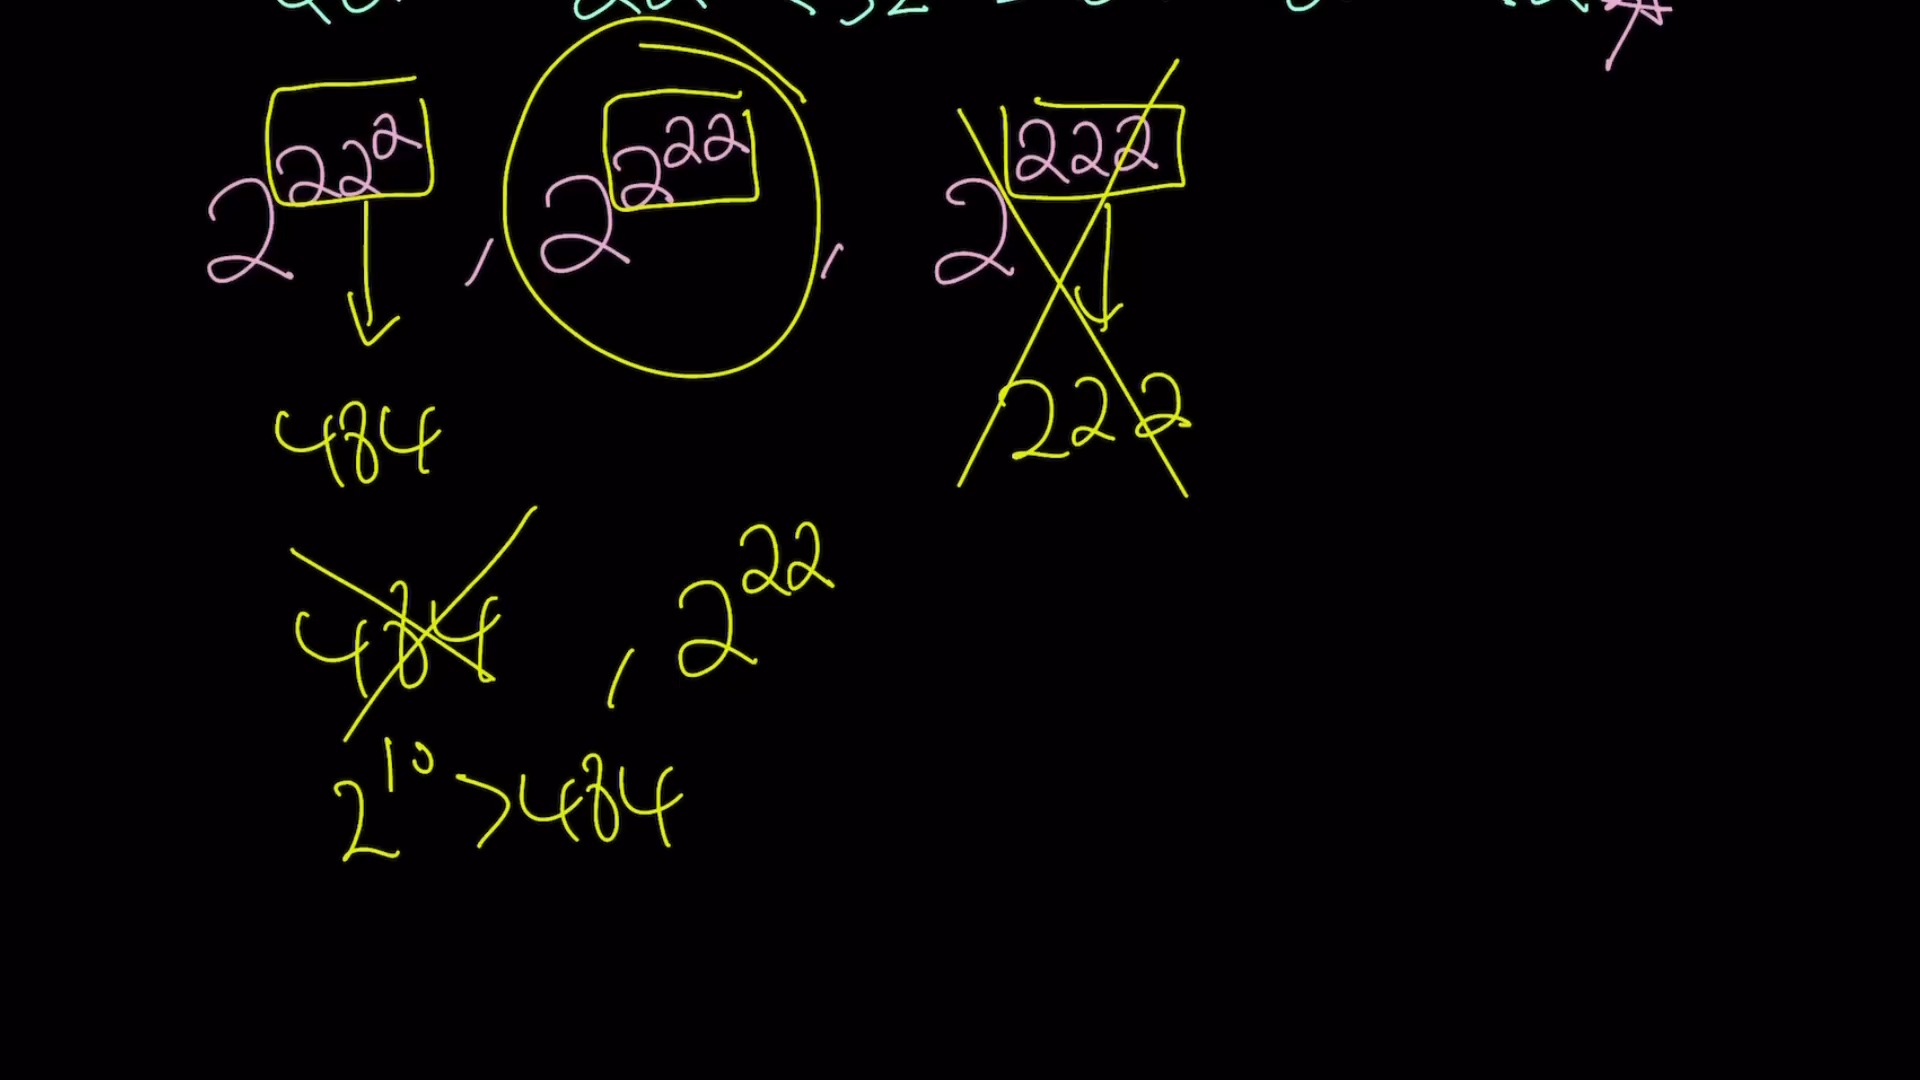 2^{22^2} , 2^{2^{22}} , 2^{222}
484 222
484 , 2^{22}
2^{10} > 484